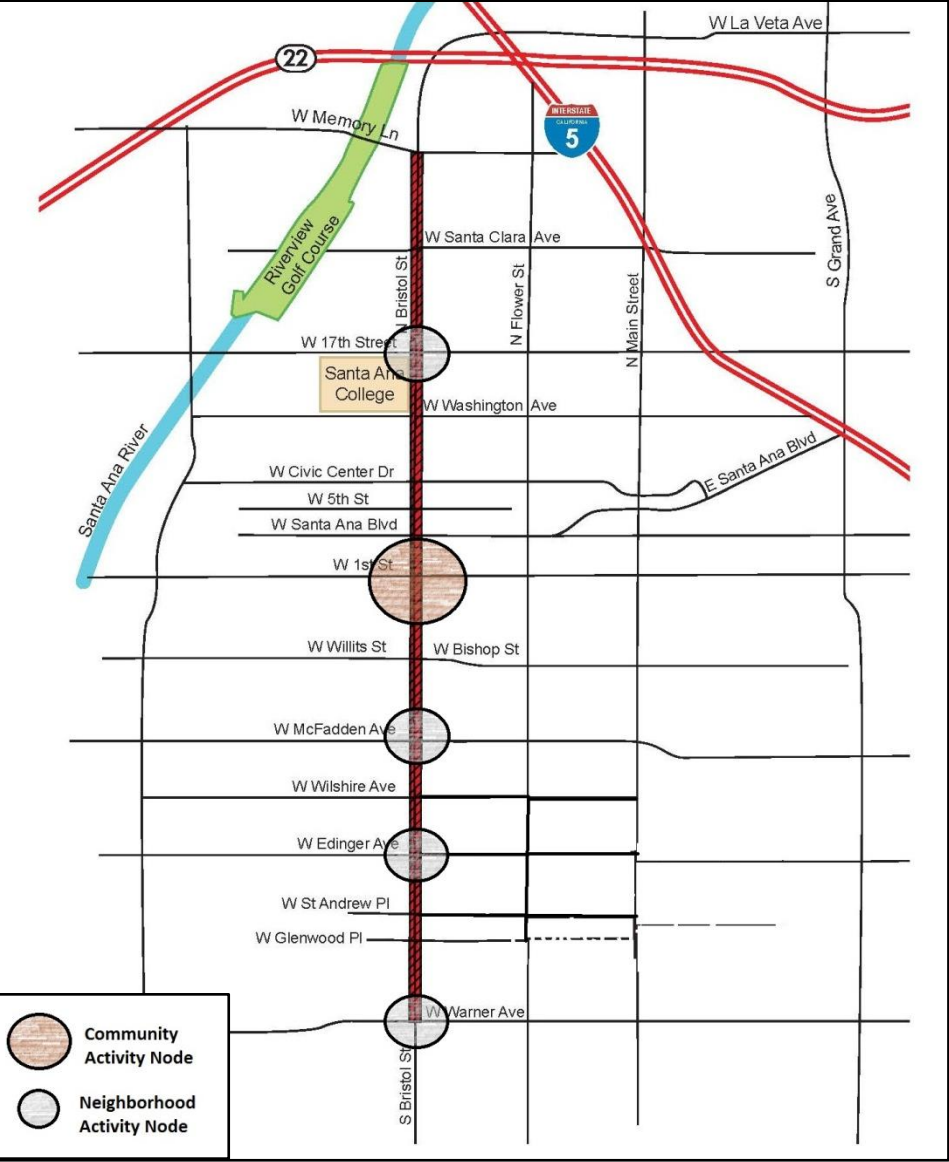 W La Veta Ave
22
INTERSTATE
CALIFORNIA
5
W Memory Ln
W Santa Clara Ave
Riverview
Golf Course
N Bristol St
N Flower St
N Main Street
S Grand Ave
W 17th Street
Santa Ana
College
W Washington Ave
Santa Ana River
W Civic Center Dr
E Santa Ana Blvd
W 5th St
W Santa Ana Blvd
W 1st St
W Willits St
W Bishop St
W McFadden Ave
W Wilshire Ave
W Edinger Ave
W St Andrew Pl
W Glenwood Pl
W Warner Ave
S Bristol St
Community
Activity Node
Neighborhood
Activity Node